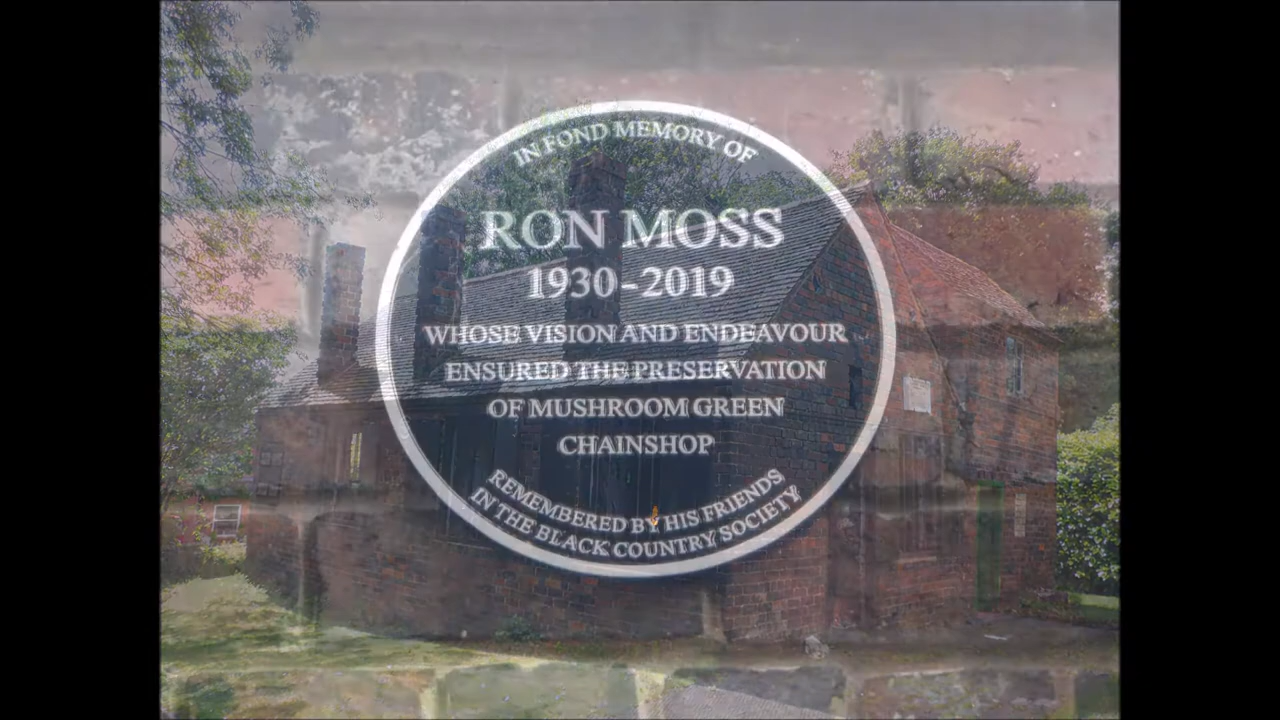 IN FOND MEMORY OF
RON MOSS
1930-2019
WHOSE VISION AND ENDEAVOUR
ENSURED THE PRESERVATION
OF MUSHROOM GREEN
CHAINSHOP
REMEMBERED BY HIS FRIENDS
IN THE BLACK COUNTRY SOCIETY